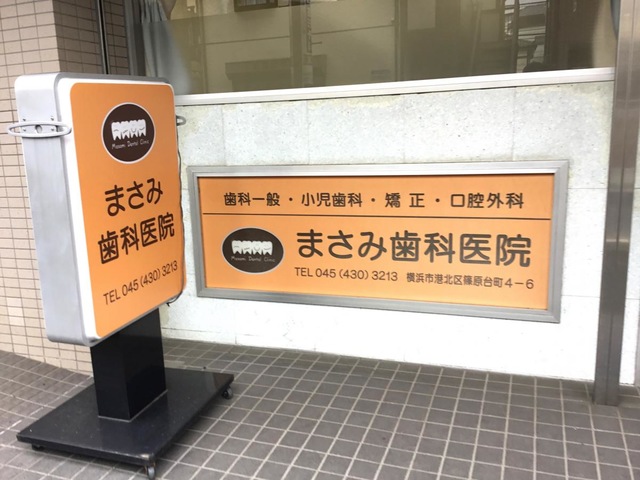 Masami Dental Clinic
まさみ
歯科医院
TEL 045(430)3213
歯科一般・小児歯科・矯正・口腔外科
Masami Dental Clinic
まさみ歯科医院
TEL 045(430)3213 横浜市港北区篠原台町4-6